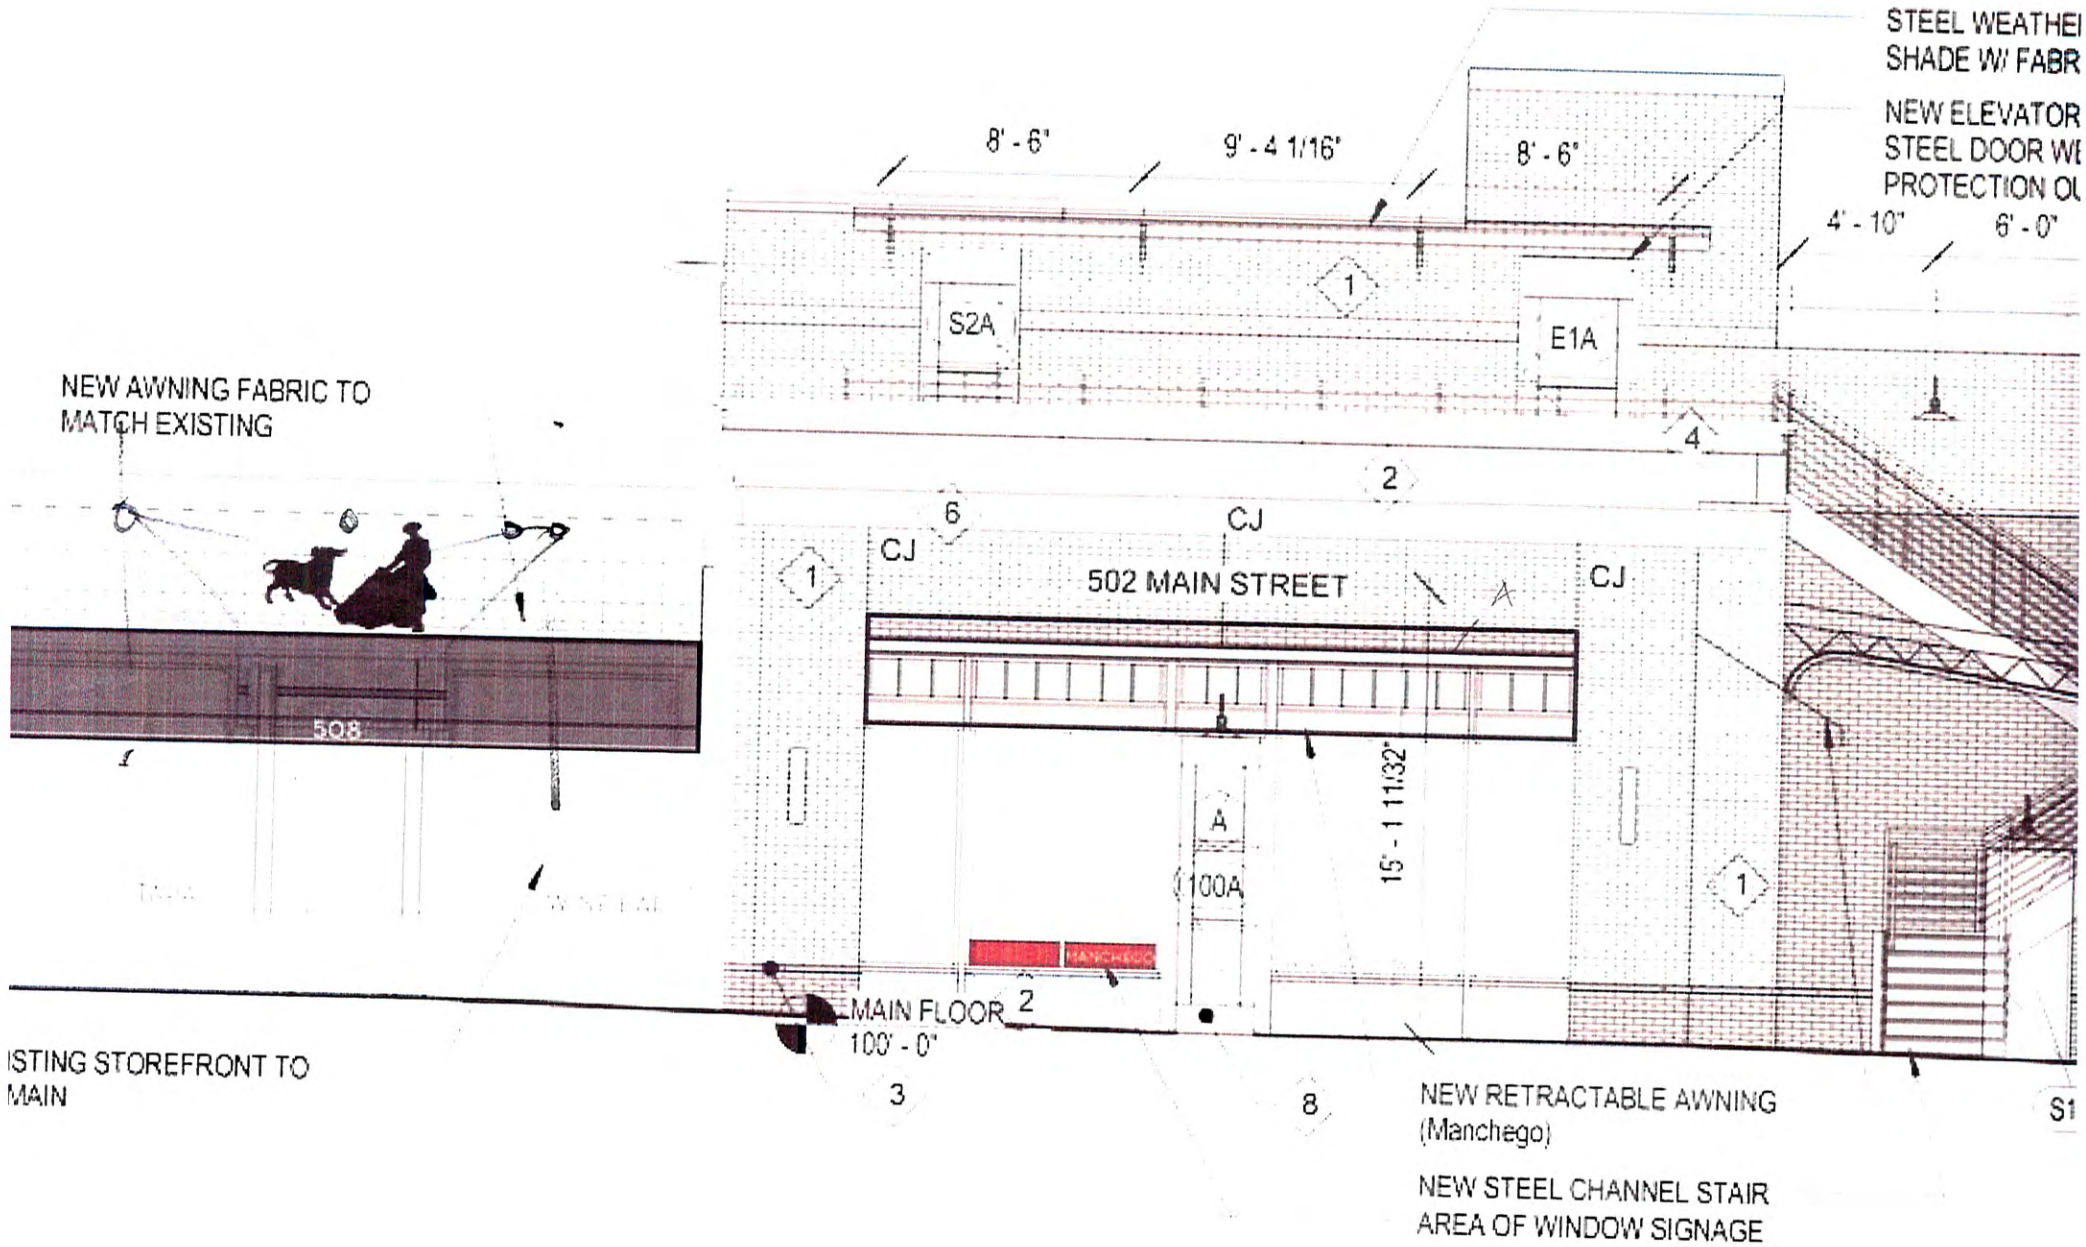 STEEL WEATHE
SHADE W/ FABR
NEW ELEVATOR
STEEL DOOR WE
PROTECTION OU
8' - 6"
9' - 4 1/16"
8' - 6"
4' - 10"
6' - 0"
1
S2A
E1A
NEW AWNING FABRIC TO
MATCH EXISTING
4
2
6
CJ
CJ
1
502 MAIN STREET
A
CJ
508
15' - 1 11/32"
A
100A
1
MANCHEGO
2
MAIN FLOOR
100' - 0"
ISTING STOREFRONT TO
MAIN
3
8
NEW RETRACTABLE AWNING
(Manchego)
S1
NEW STEEL CHANNEL STAIR
AREA OF WINDOW SIGNAGE